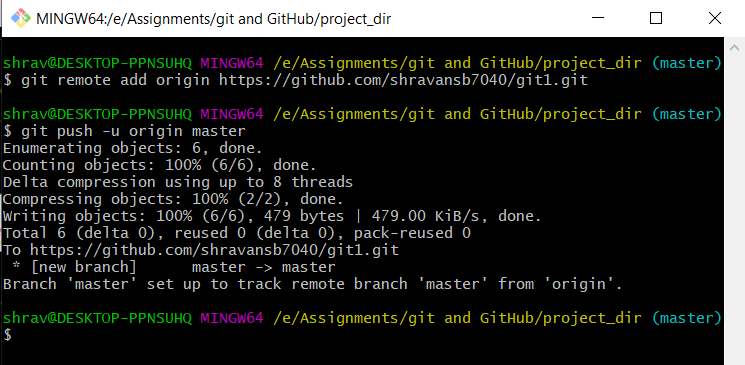 MINGW64:/e/Assignments/git and GitHub/project_dir
shrav@DESKTOP-PPNSUHQ MINGW64 /e/Assignments/git and GitHub/project_dir (master)
$ git remote add origin https://github.com/shravansb7040/git1.git
shrav@DESKTOP-PPNSUHQ MINGW64 /e/Assignments/git and GitHub/project_dir (master)
$ git push -u origin master
Enumerating objects: 6, done.
Counting objects: 100% (6/6), done.
Delta compression using up to 8 threads
Compressing objects: 100% (2/2), done.
Writing objects: 100% (6/6), 479 bytes | 479.00 KiB/s, done.
Total 6 (delta 0), reused 0 (delta 0), pack-reused 0
To https://github.com/shravansb7040/git1.git
 * [new branch]      master -> master
Branch 'master' set up to track remote branch 'master' from 'origin'.
shrav@DESKTOP-PPNSUHQ MINGW64 /e/Assignments/git and GitHub/project_dir (master)
$